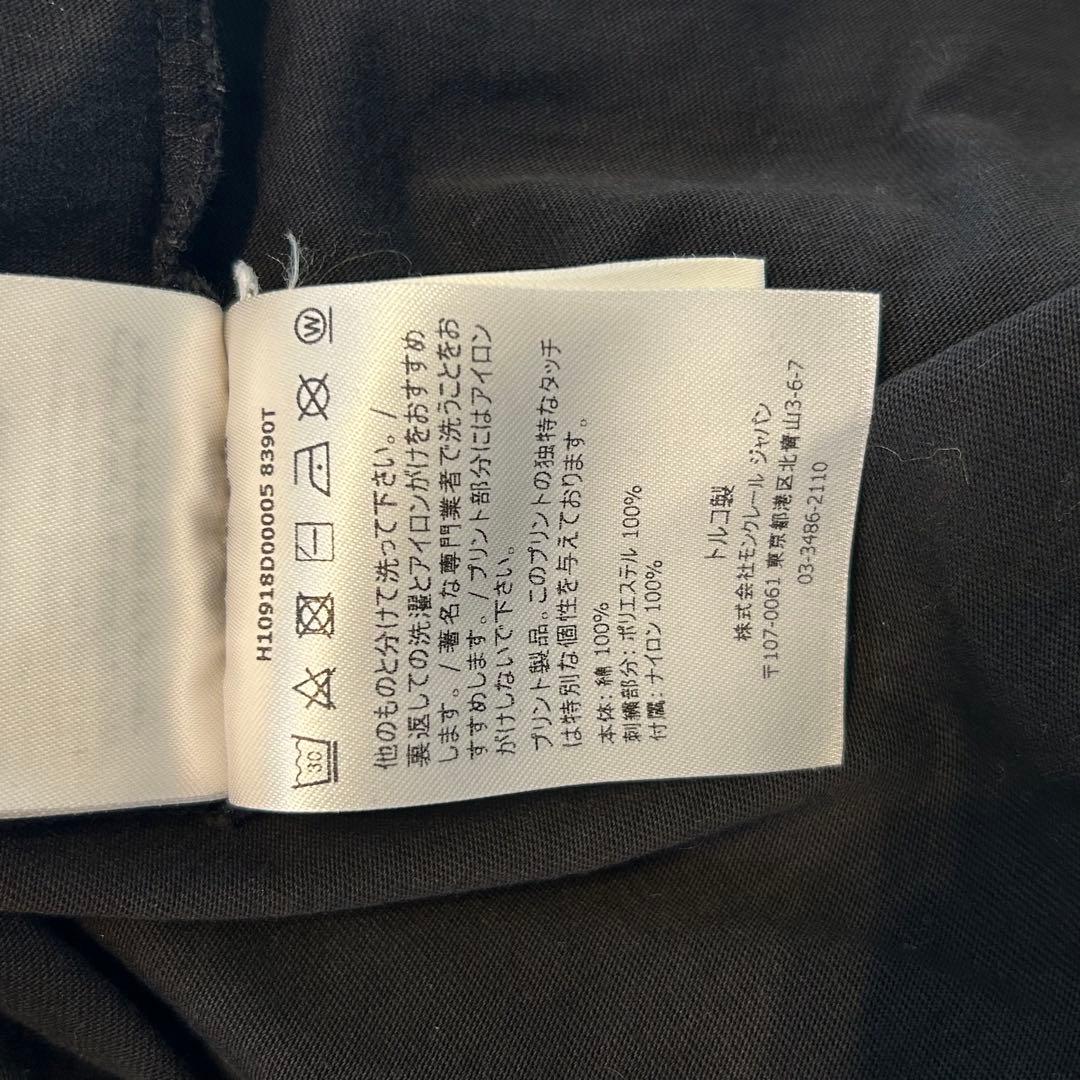 H10918D00005 8390T
30
W
他のものと分けて洗って下さい。/
裏返しての洗濯とアイロンがけをおすすめ
します。/ 著名な専門業者で洗うことをお
すすめします。/ プリント部分にはアイロン
がけしないで下さい。
プリント製品。このプリントの独特なタッチ
は特別な個性を与えております。
本体: 綿 100%
刺繍部分: ポリエステル 100%
付属: ナイロン 100%
トルコ製
株式会社モンクレール ジャパン
〒107-0061 東京都港区北青山3-6-7
03-3486-2110